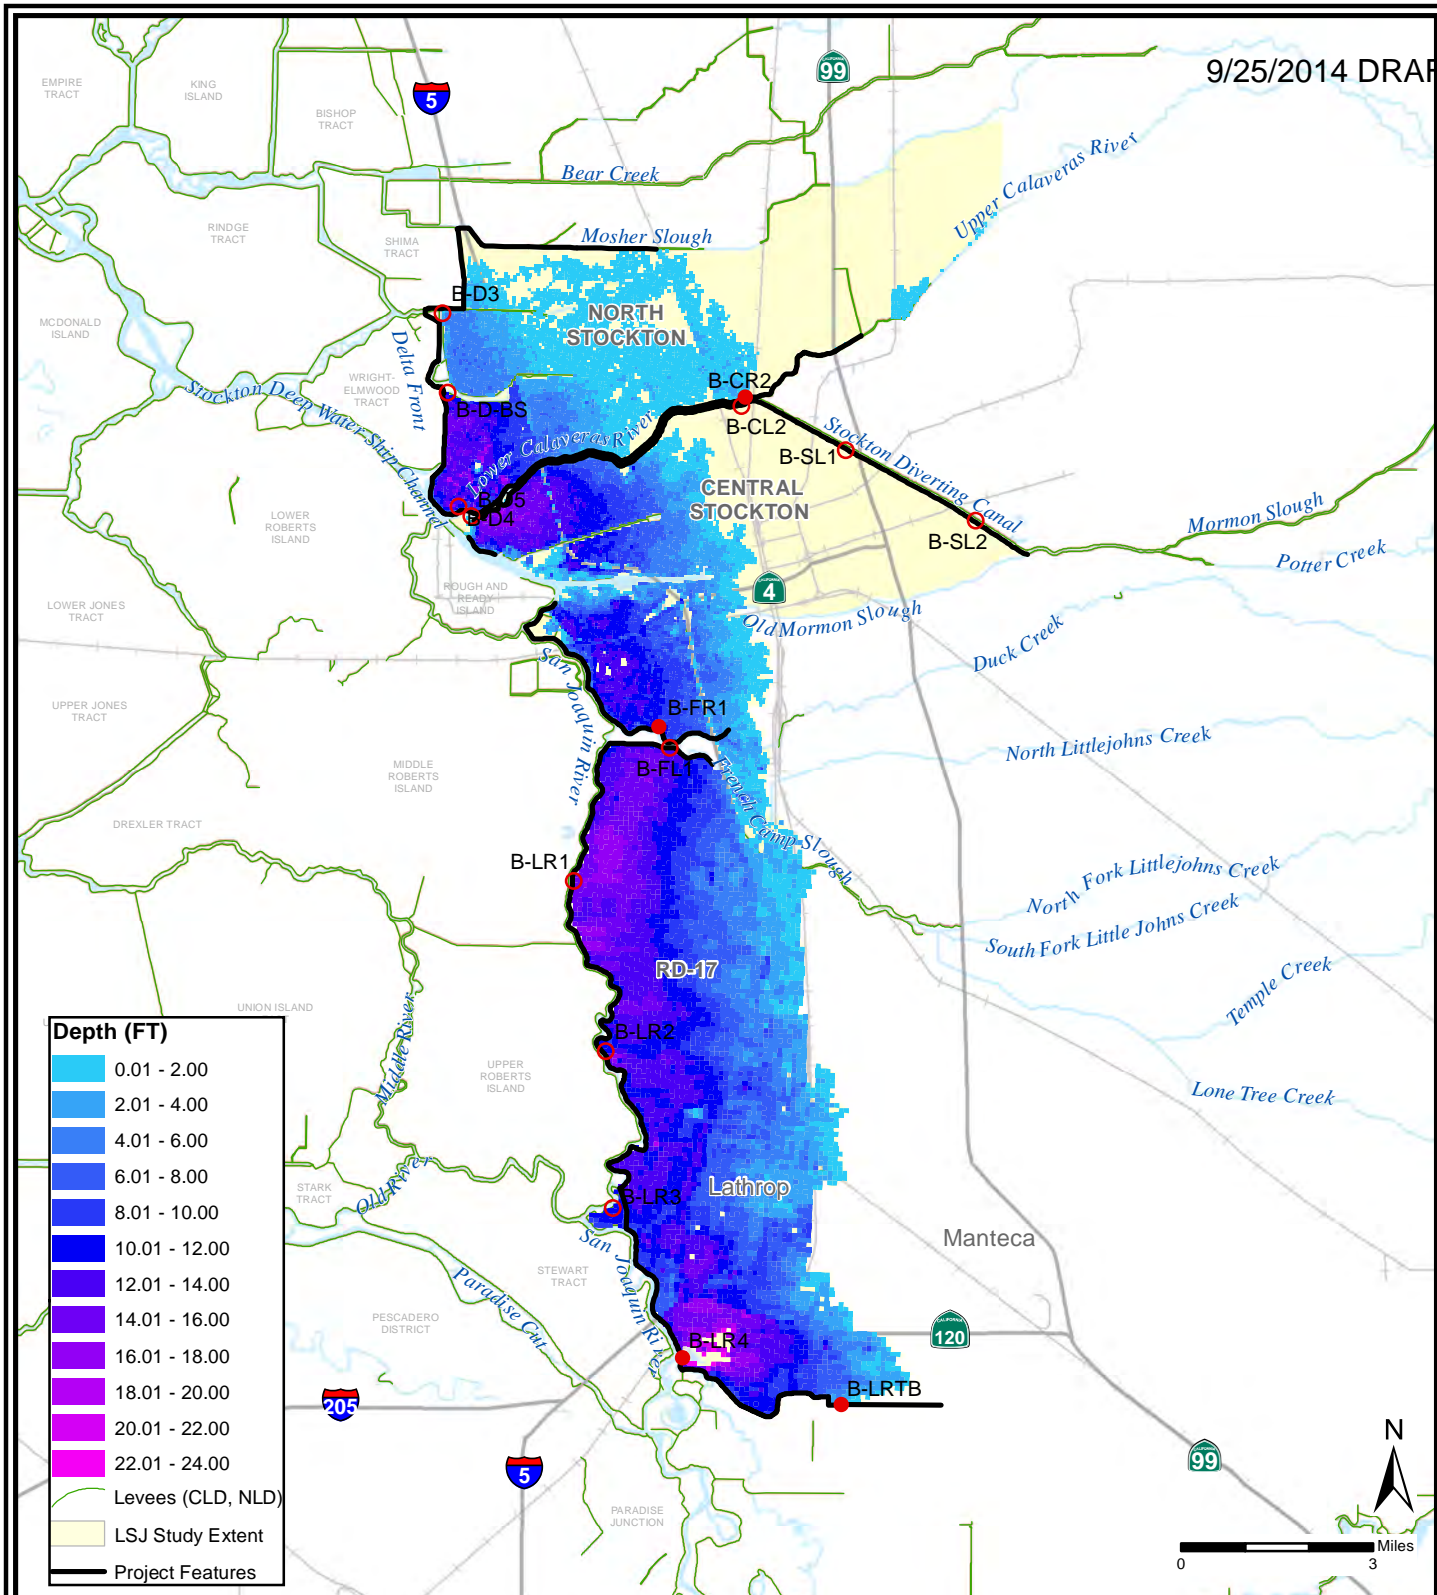 9/25/2014 DRAF
EMPIRE
TRACT
KING
ISLAND
BISHOP
TRACT
5
CALIFORNIA
99
Bear Creek
Upper Calaveras River
RINDGE
TRACT
SHIMA
TRACT
Mosher Slough
B-D3
NORTH
STOCKTON
MCDONALD
ISLAND
Delta Front
WRIGHT-
ELMWOOD
TRACT
Stockton Deep Water Ship Channel
B-D-BS
B-CR2
B-CL2
Lower Calaveras River
B-SL1
Stockton Diverting Canal
CENTRAL
STOCKTON
B-D5
B-D4
LOWER
ROBERTS
ISLAND
B-SL2
Mormon Slough
Potter Creek
ROUGH AND
READY
ISLAND
CALIFORNIA
4
LOWER JONES
TRACT
Old Mormon Slough
Duck Creek
San Joaquin River
UPPER JONES
TRACT
B-FR1
North Littlejohns Creek
MIDDLE
ROBERTS
ISLAND
B-FL1
French Camp Slough
DREXLER TRACT
B-LR1
North Fork Littlejohns Creek
South Fork Little Johns Creek
RD-17
Temple Creek
UNION ISLAND
Middle River
B-LR2
UPPER
ROBERTS
ISLAND
Lone Tree Creek
STARK
TRACT
Old River
Lathrop
B-LR3
Manteca
San Joaquin River
STEWART
TRACT
Paradise Cut
PESCADERO
DISTRICT
CALIFORNIA
120
B-LR4
B-LRTB
205
5
CALIFORNIA
99
N
PARADISE
JUNCTION
Miles
0
3
Depth (FT)
0.01 - 2.00
2.01 - 4.00
4.01 - 6.00
6.01 - 8.00
8.01 - 10.00
10.01 - 12.00
12.01 - 14.00
14.01 - 16.00
16.01 - 18.00
18.01 - 20.00
20.01 - 22.00
22.01 - 24.00
Levees (CLD, NLD)
LSJ Study Extent
Project Features